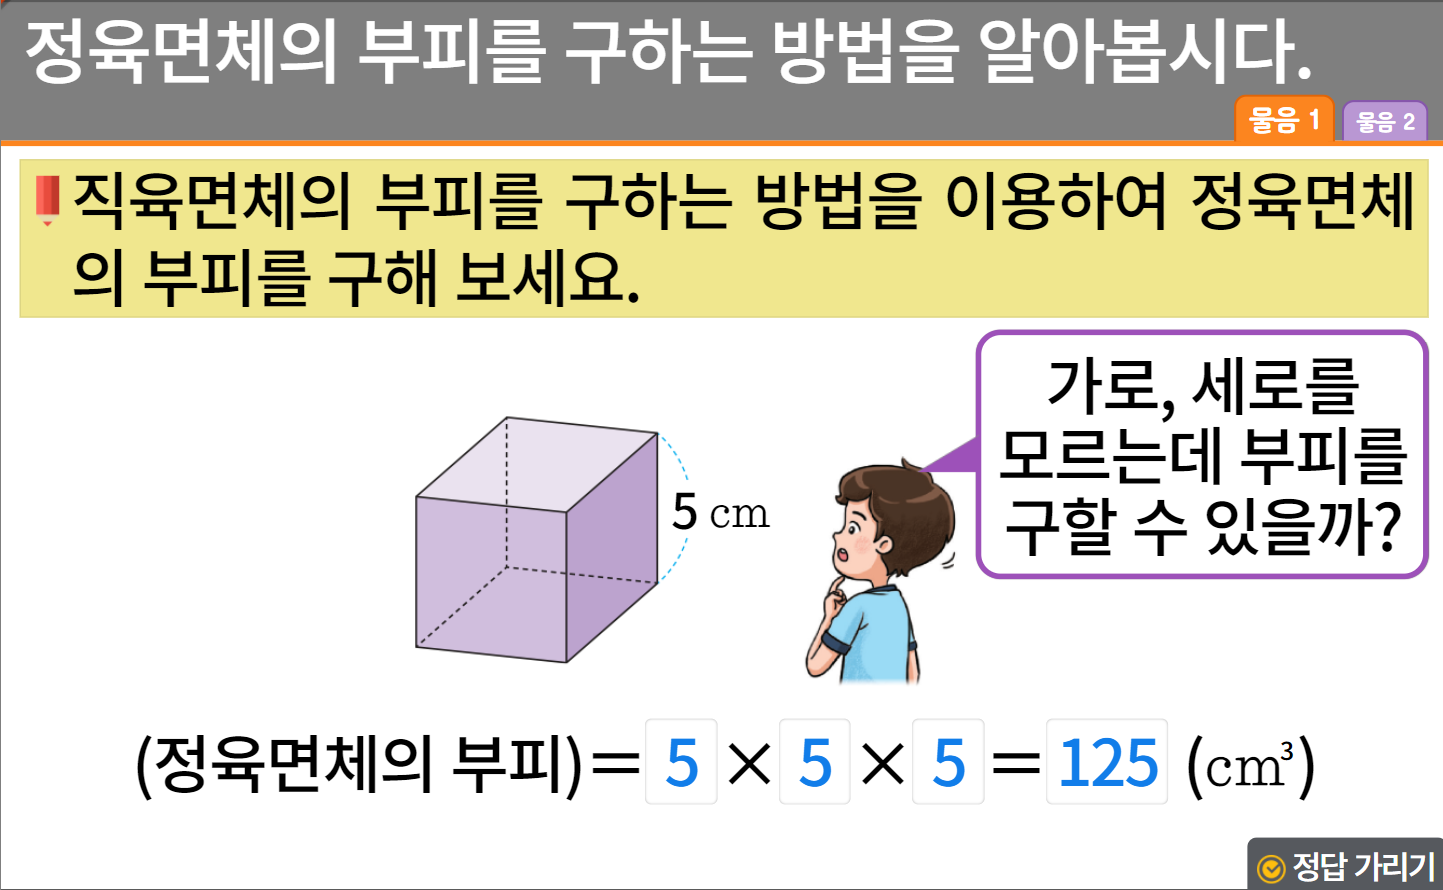 정육면체의 부피를 구하는 방법을 알아봅시다.
물음 1 물음 2
직육면체의 부피를 구하는 방법을 이용하여 정육면체
의 부피를 구해 보세요.
가로, 세로를
모르는데 부피를
구할 수 있을까?
5 cm
(정육면체의 부피)=5×5×5=125 (cm³)
정답 가리기